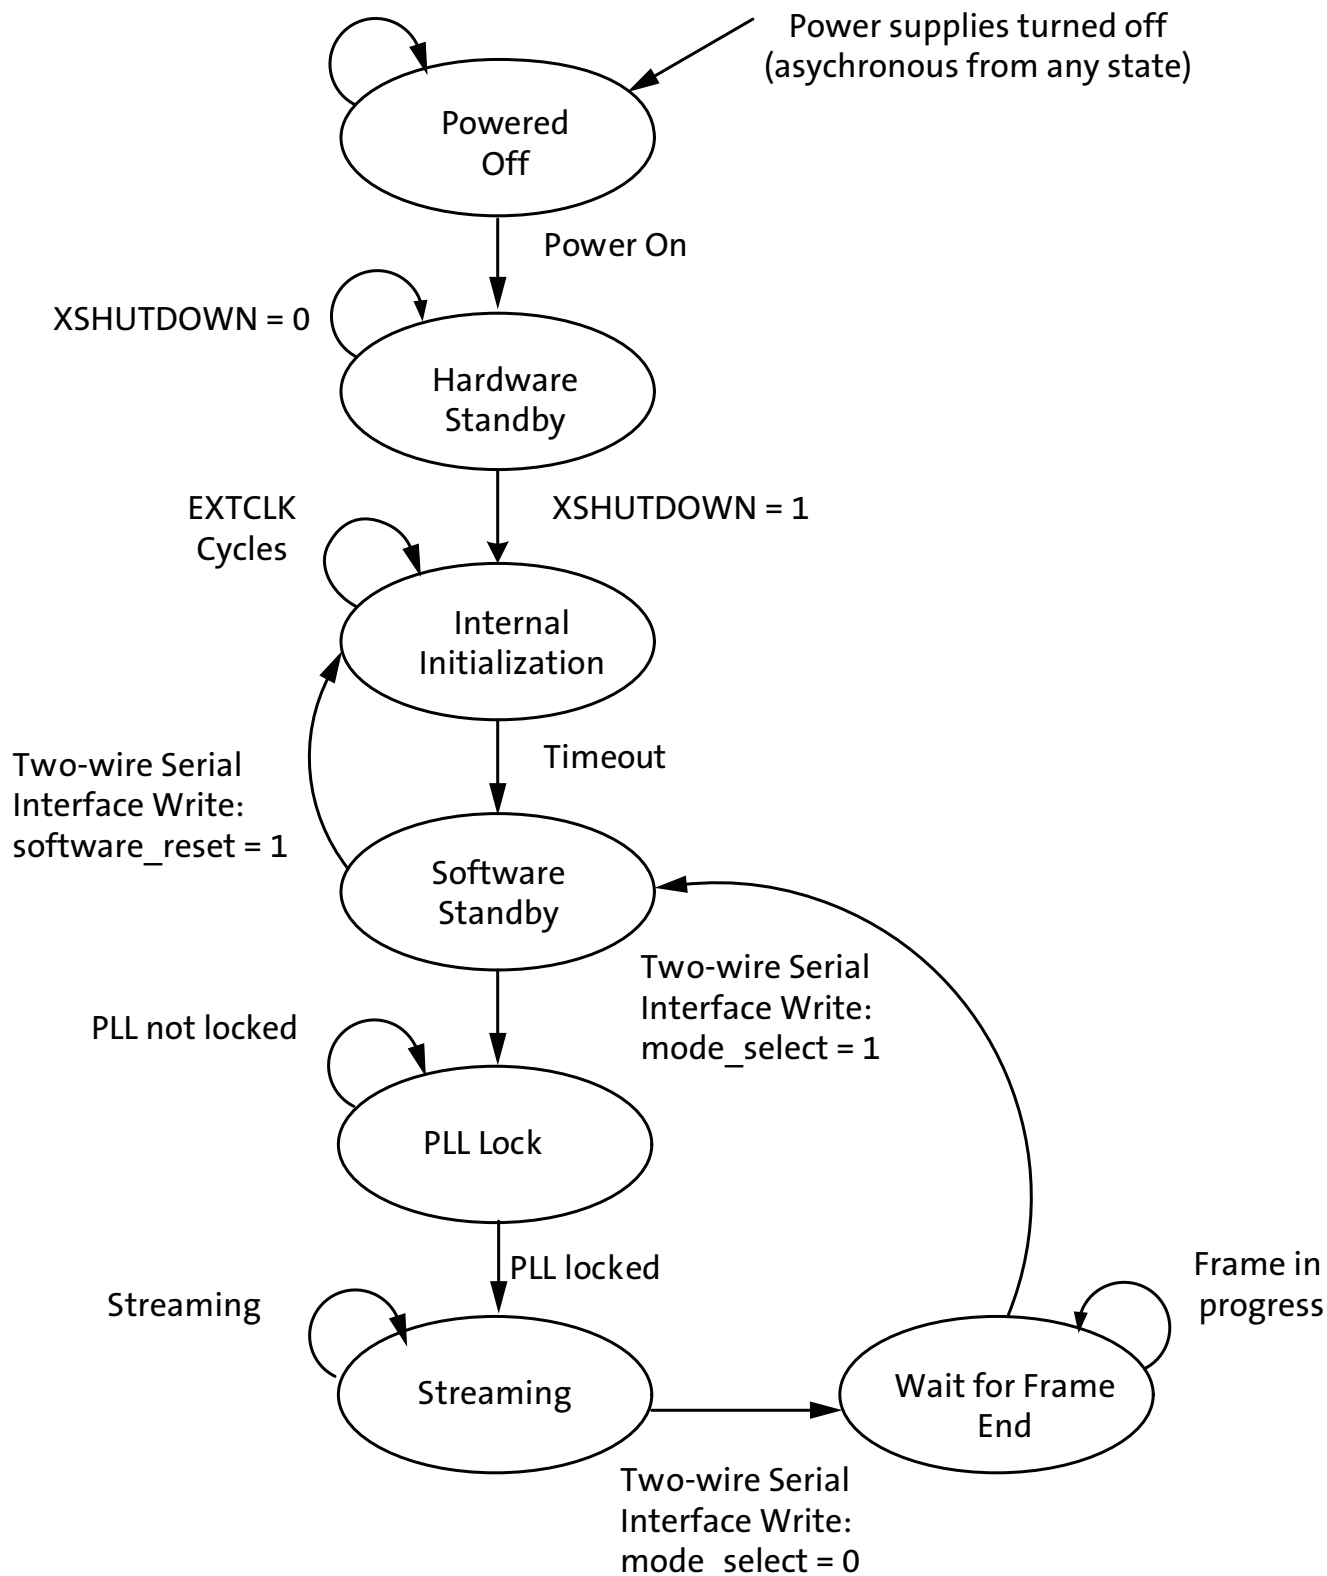 Power supplies turned off
(asychronous from any state)
Powered
Off
Power On
XSHUTDOWN = 0
Hardware
Standby
EXTCLK
Cycles
XSHUTDOWN = 1
Internal
Initialization
Two-wire Serial
Interface Write:
software_reset = 1
Timeout
Software
Standby
Two-wire Serial
Interface Write:
mode_select = 1
PLL not locked
PLL Lock
PLL locked
Streaming
Streaming
Frame in
progress
Wait for Frame
End
Two-wire Serial
Interface Write:
mode select = 0